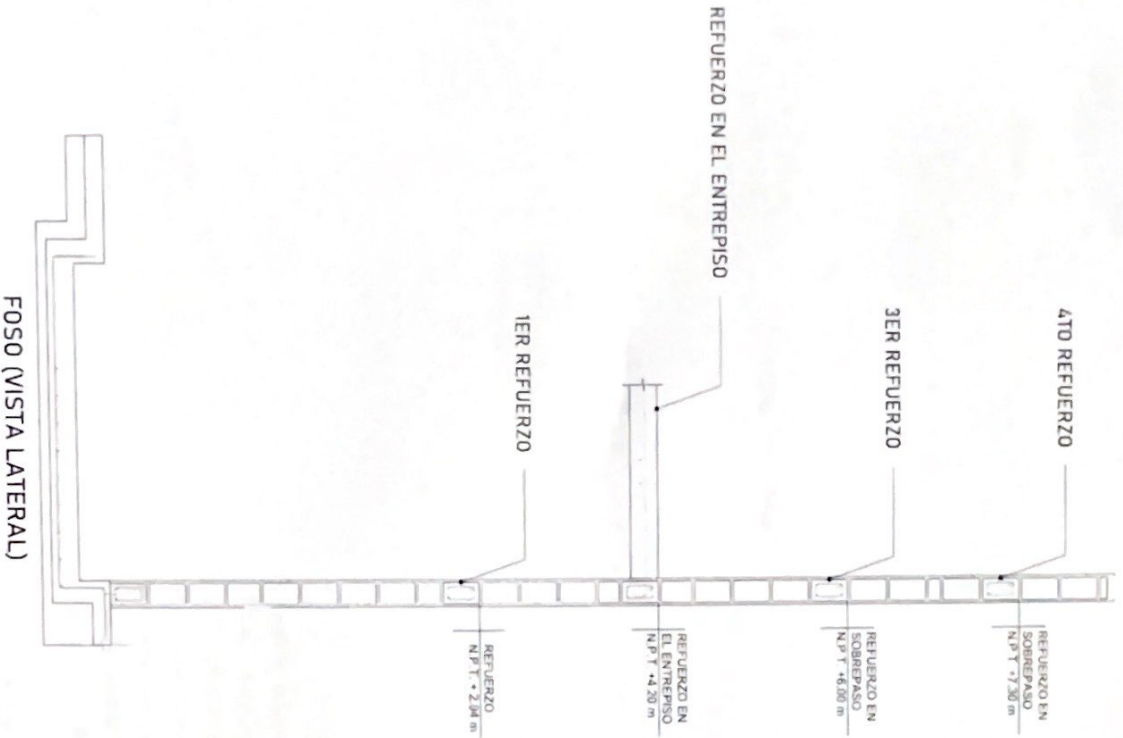 4TO REFUERZO
REFUERZO EN
SOBREPASO
N.P.T +7.30 m
3ER REFUERZO
REFUERZO EN
SOBREPASO
N.P.T +6.00 m
REFUERZO EN EL ENTREPISO
REFUERZO EN
EL ENTREPISO
N.P.T +4.20 m
1ER REFUERZO
REFUERZO
N.P.T. + 2.94 m
FOSO (VISTA LATERAL)